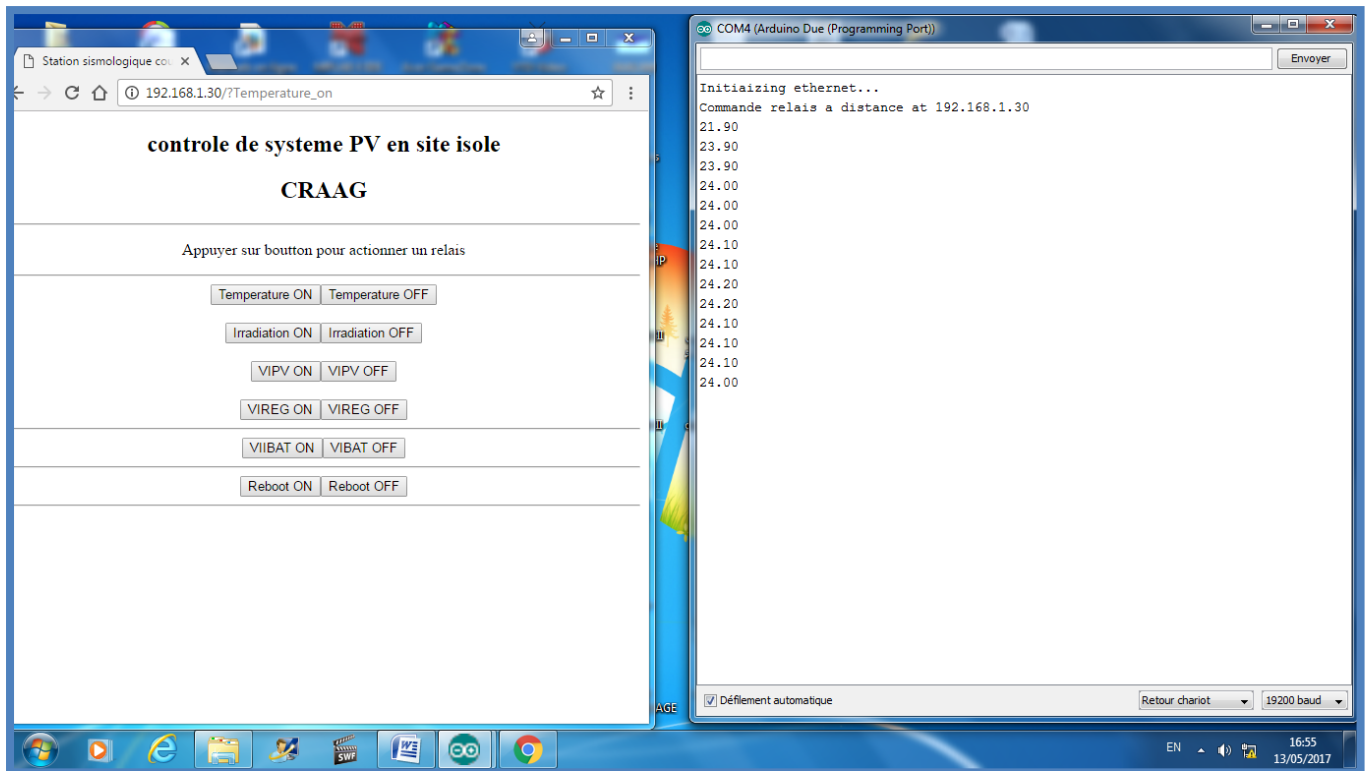 Station sismologique cou
192.168.1.30/?Temperature_on
controle de systeme PV en site isole
CRAAG
Appuyer sur boutton pour actionner un relais
Temperature ON Temperature OFF
Irradiation ON Irradiation OFF
VIPV ON VIPV OFF
VIREG ON VIREG OFF
VIIBAT ON VIBAT OFF
Reboot ON Reboot OFF
COM4 (Arduino Due (Programming Port))
Envoyer
Initiaizing ethernet...
Commande relais a distance at 192.168.1.30
21.90
23.90
23.90
24.00
24.00
24.00
24.10
24.10
24.20
24.20
24.10
24.10
24.10
24.00
Défilement automatique
Retour chariot
19200 baud
AGE
SWF
EN
16:55
13/05/2017